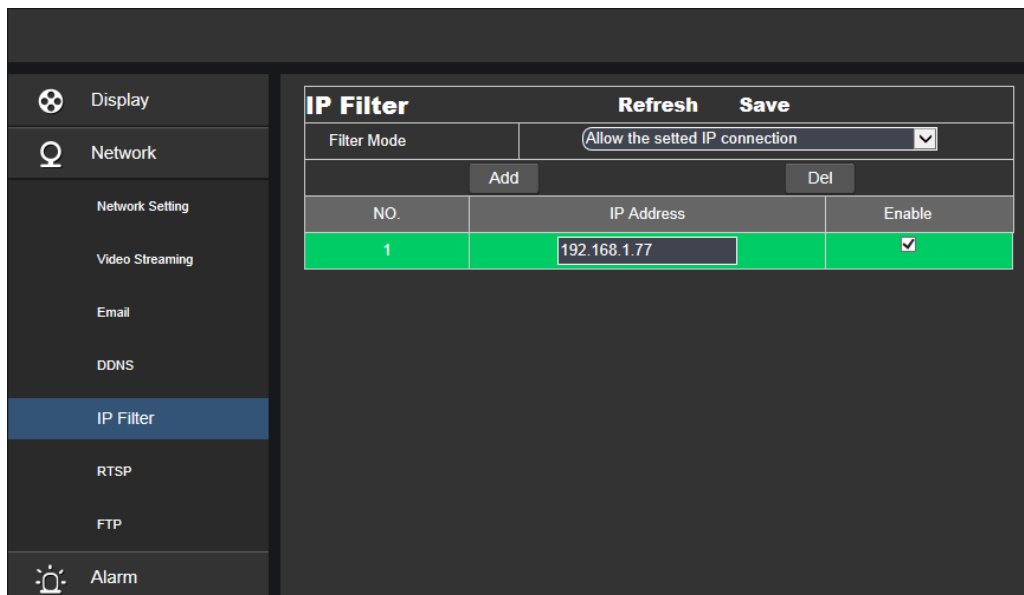 Display
Network
Network Setting
Video Streaming
Email
DDNS
IP Filter
RTSP
FTP
Alarm
IP Filter Refresh Save
Filter Mode Allow the setted IP connection
Add Del
NO. IP Address Enable
1 192.168.1.77